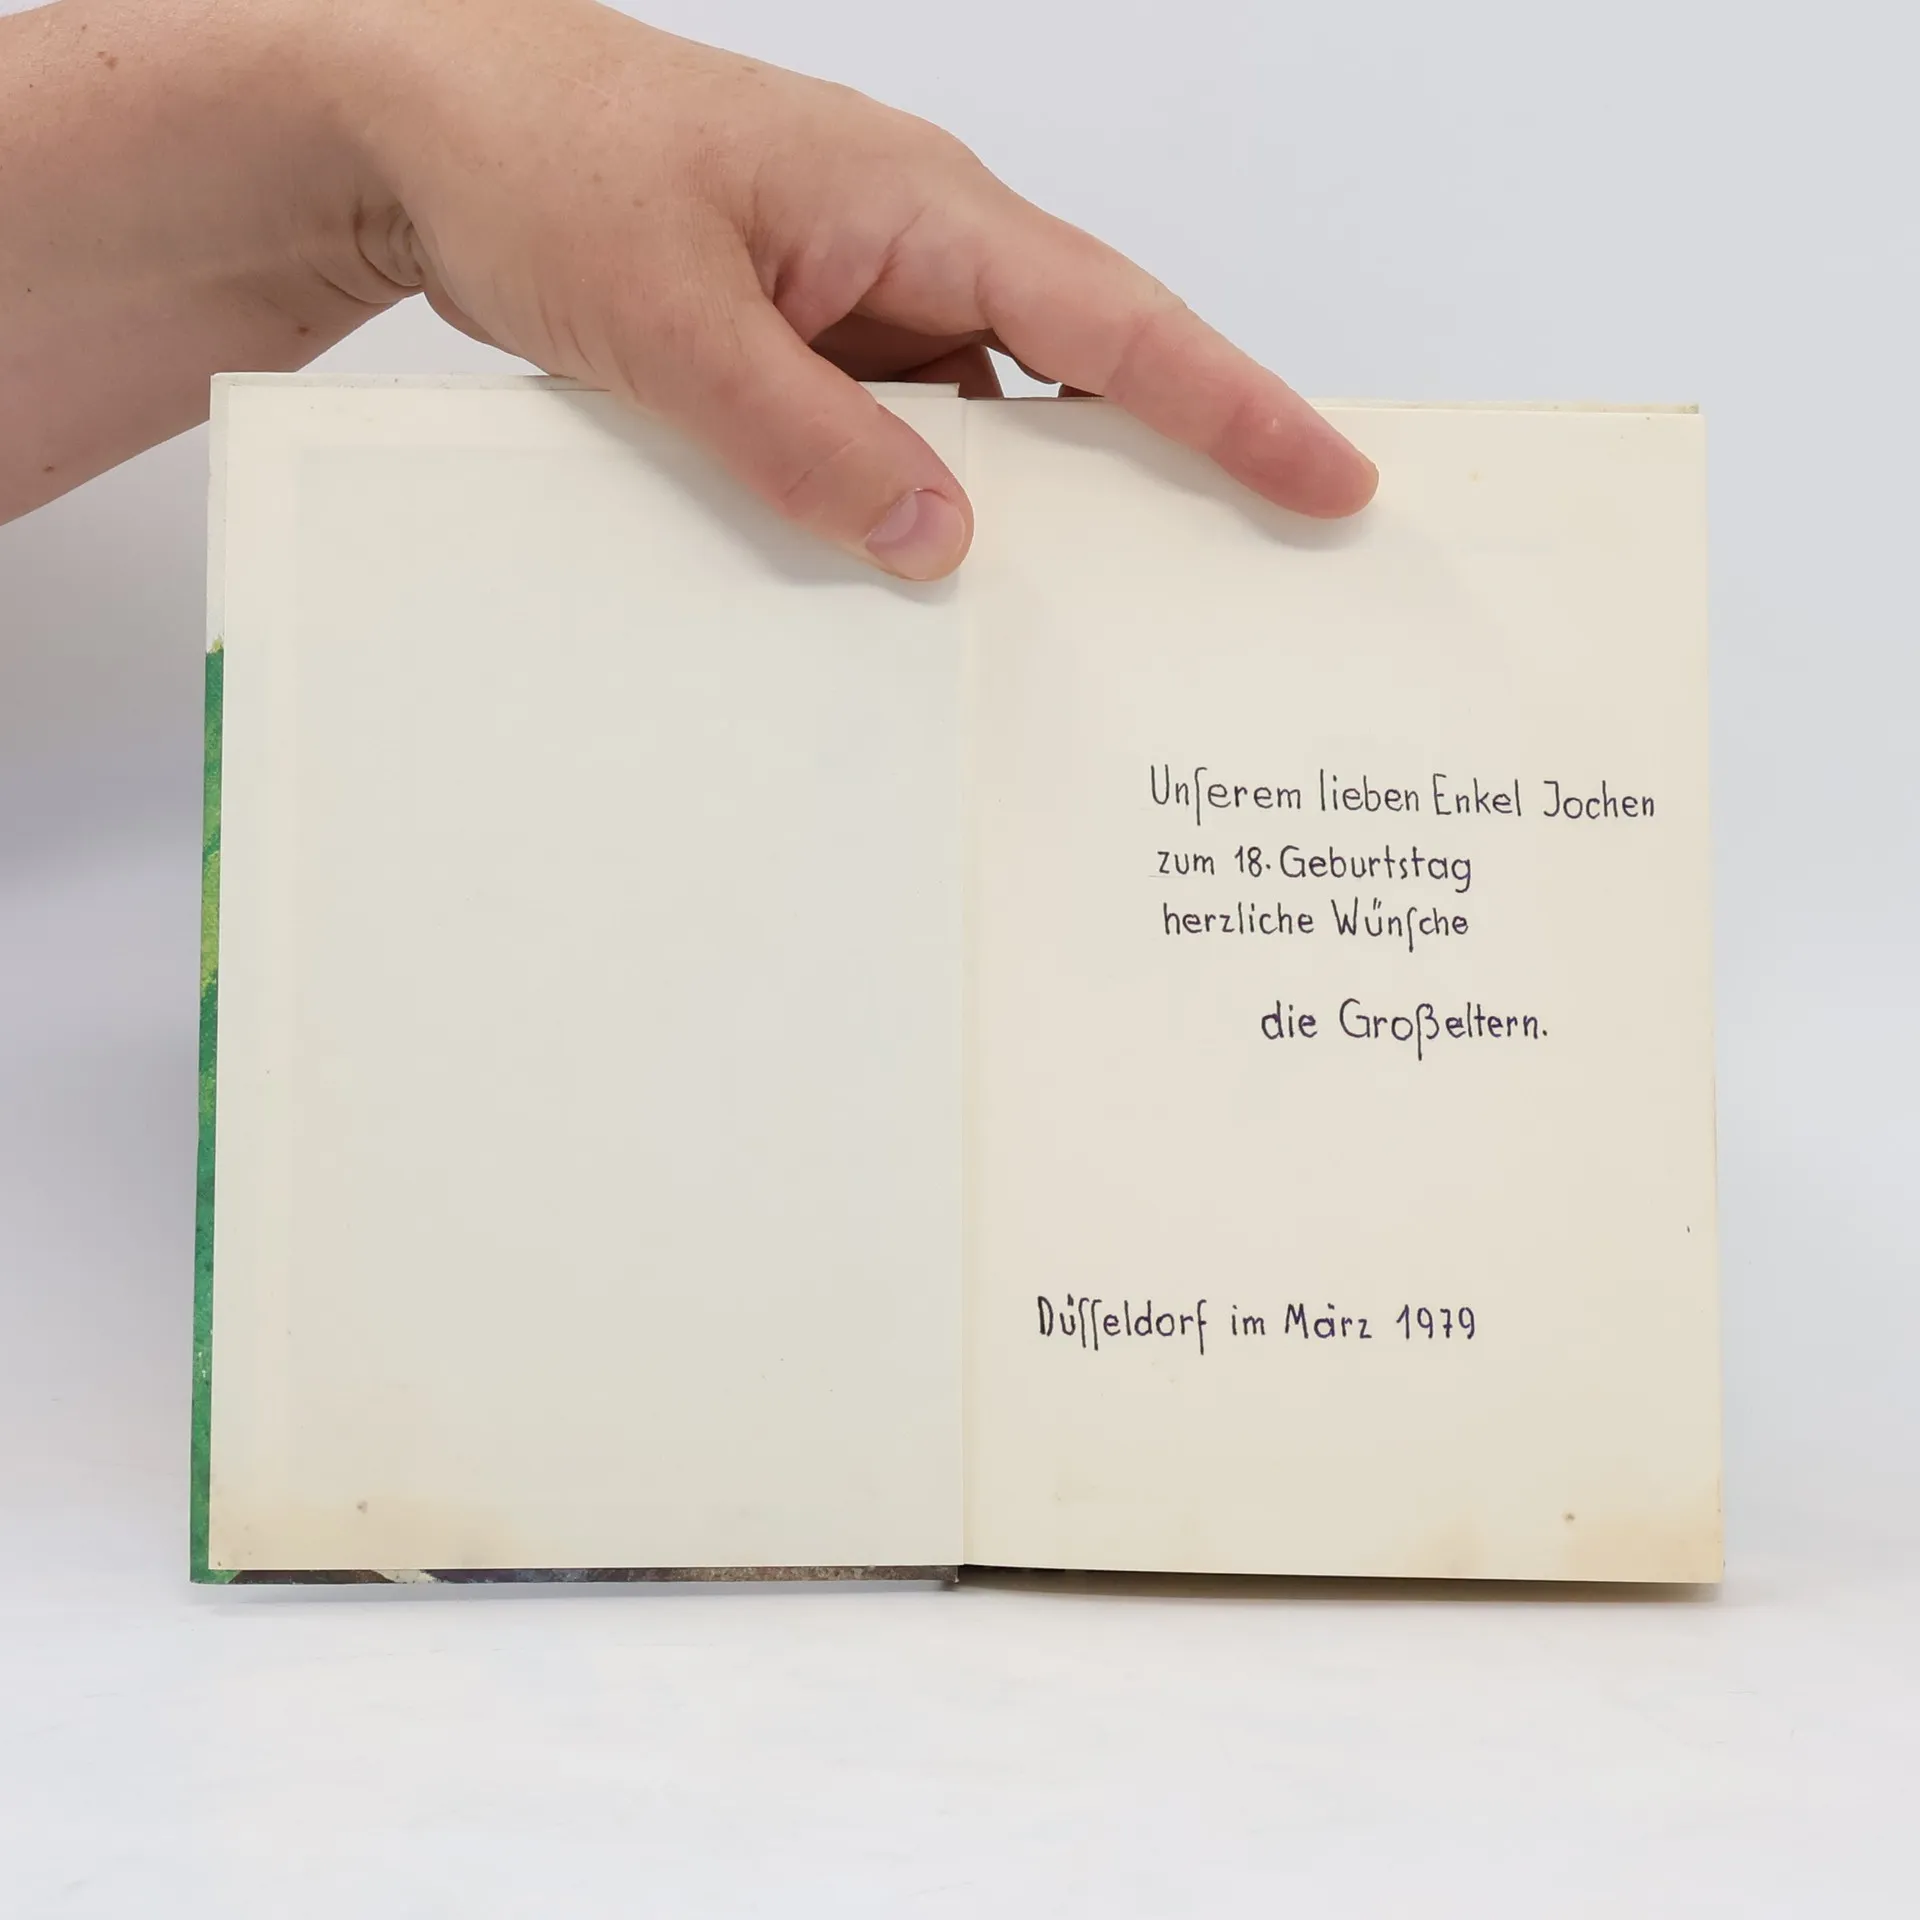 Unſerem lieben Enkel Jochen
zum 18. Geburtstag
herzliche Wünſche
die Großeltern.
Düſſeldorf im März 1979